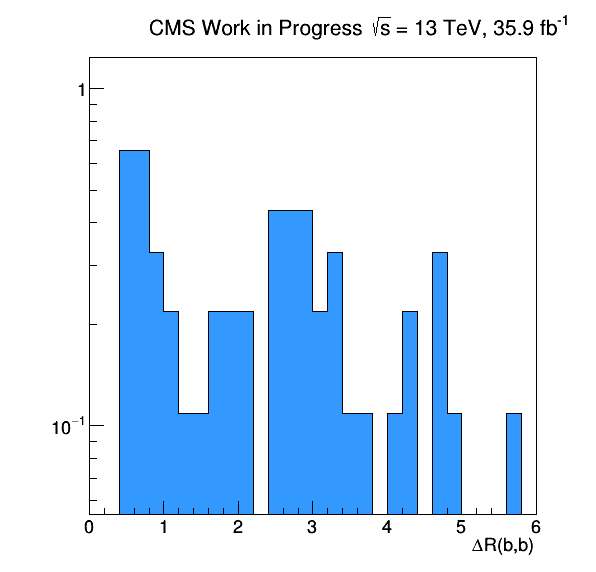 CMS Work in Progress √s = 13 TeV, 35.9 fb⁻¹
1
10⁻¹
0 1 2 3 4 5 6
ΔR(b,b)